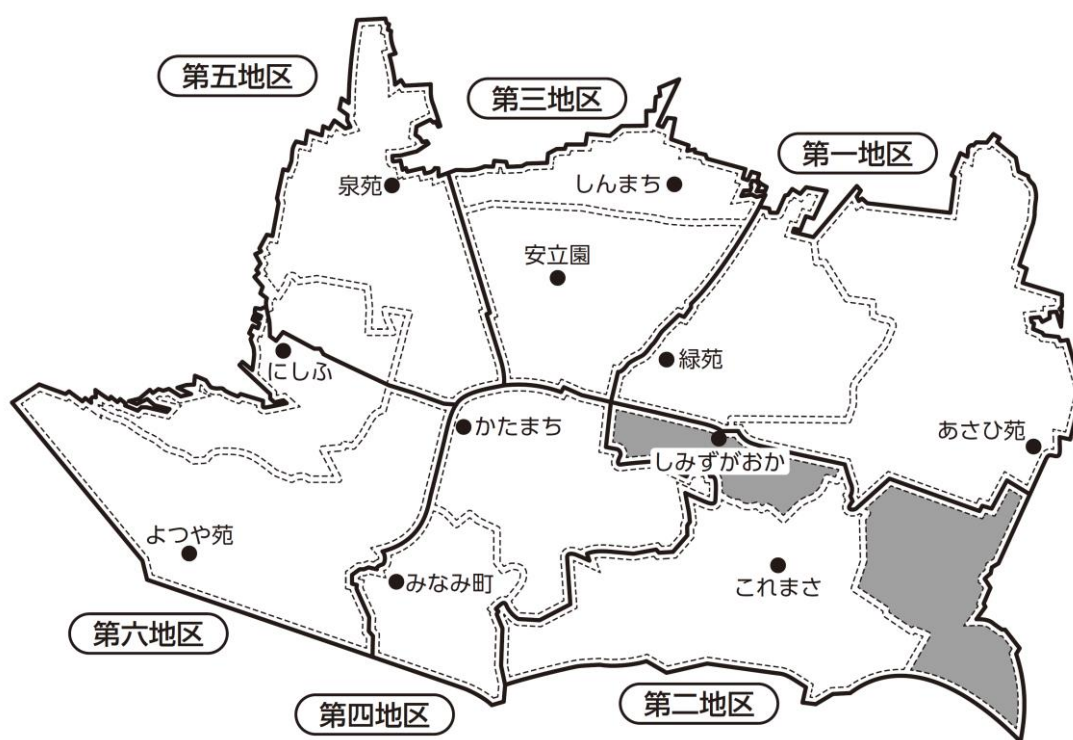 第五地区
第三地区
第一地区
泉苑
しんまち
安立園
にしふ
緑苑
かたまち
あさひ苑
しみずがおか
よつや苑
みなみ町
これまさ
第六地区
第四地区
第二地区